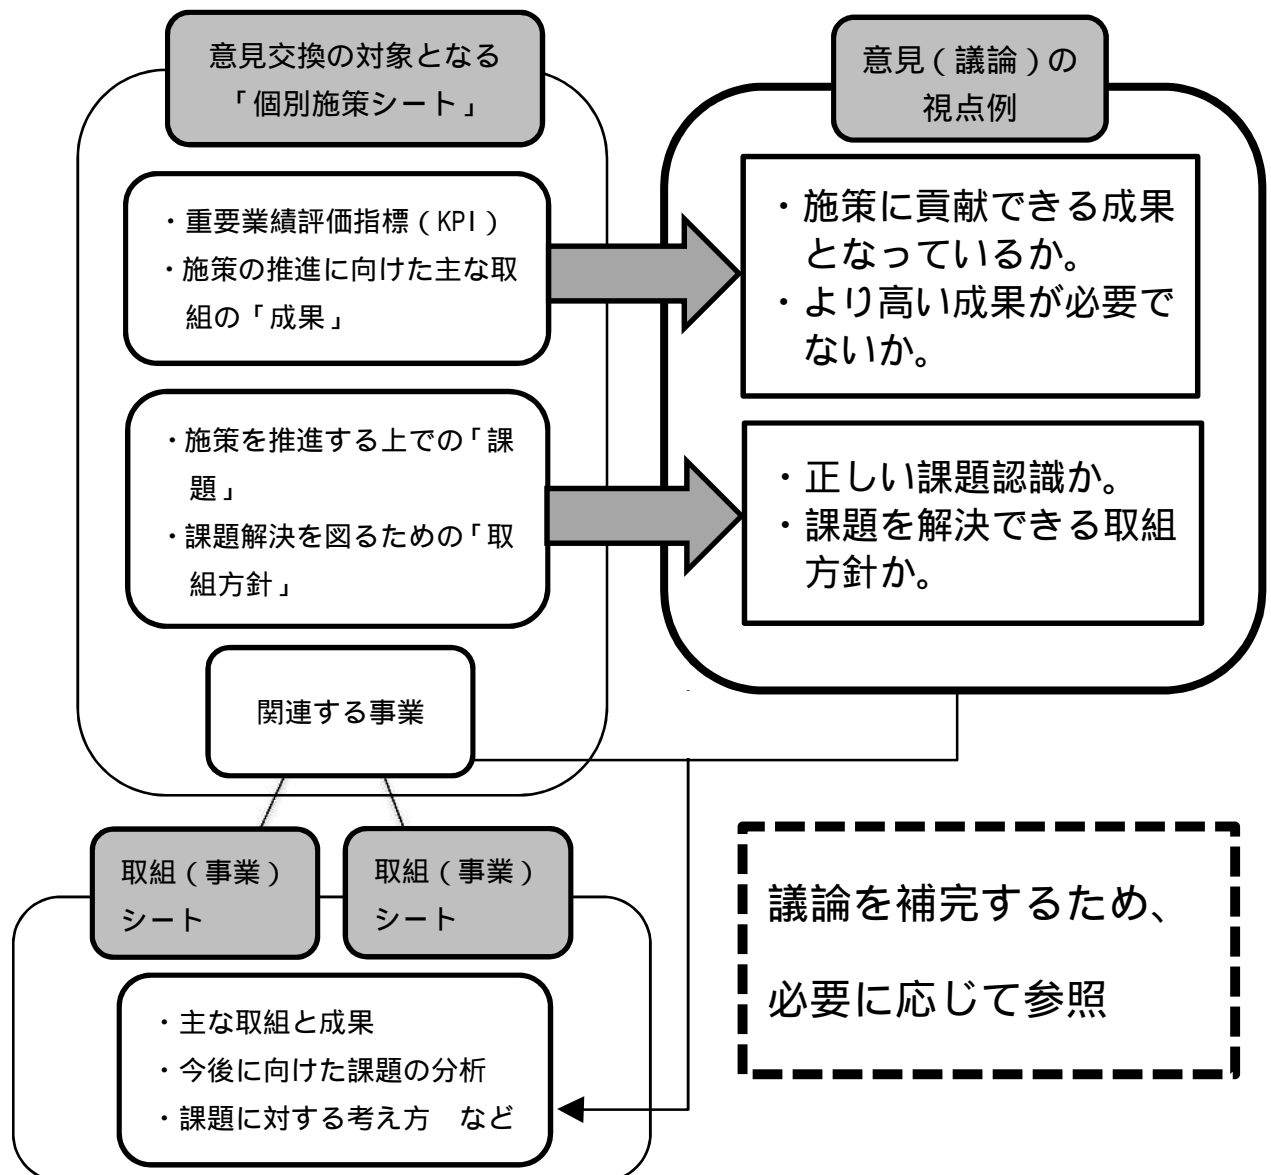 意見交換の対象となる
「個別施策シート」
・重要業績評価指標(KPI)
・施策の推進に向けた主な取
組の「成果」
・施策を推進する上での「課
題」
・課題解決を図るための「取
組方針」
関連する事業
意見(議論)の
視点例
・施策に貢献できる成果
となっているか。
・より高い成果が必要で
ないか。
・正しい課題認識か。
・課題を解決できる取組
方針か。
取組(事業)
シート
取組(事業)
シート
・主な取組と成果
・今後に向けた課題の分析
・課題に対する考え方　など
議論を補完するため、
必要に応じて参照